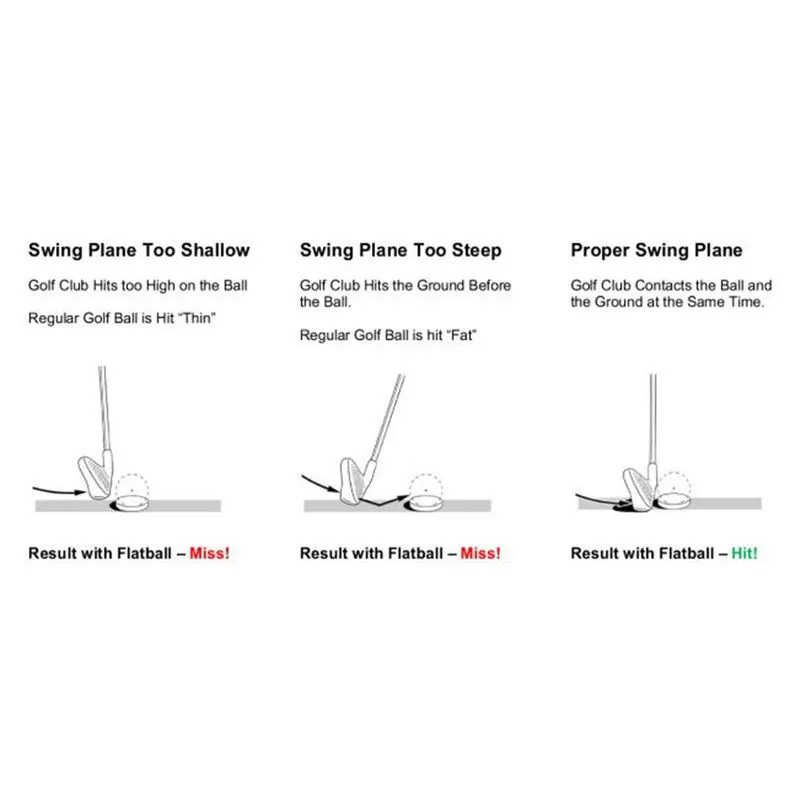 Swing Plane Too Shallow
Golf Club Hits too High on the Ball
Regular Golf Ball is Hit “Thin”
Result with Flatball – Miss!
Swing Plane Too Steep
Golf Club Hits the Ground Before
the Ball.
Regular Golf Ball is hit “Fat”
Result with Flatball – Miss!
Proper Swing Plane
Golf Club Contacts the Ball and
the Ground at the Same Time.
Result with Flatball – Hit!